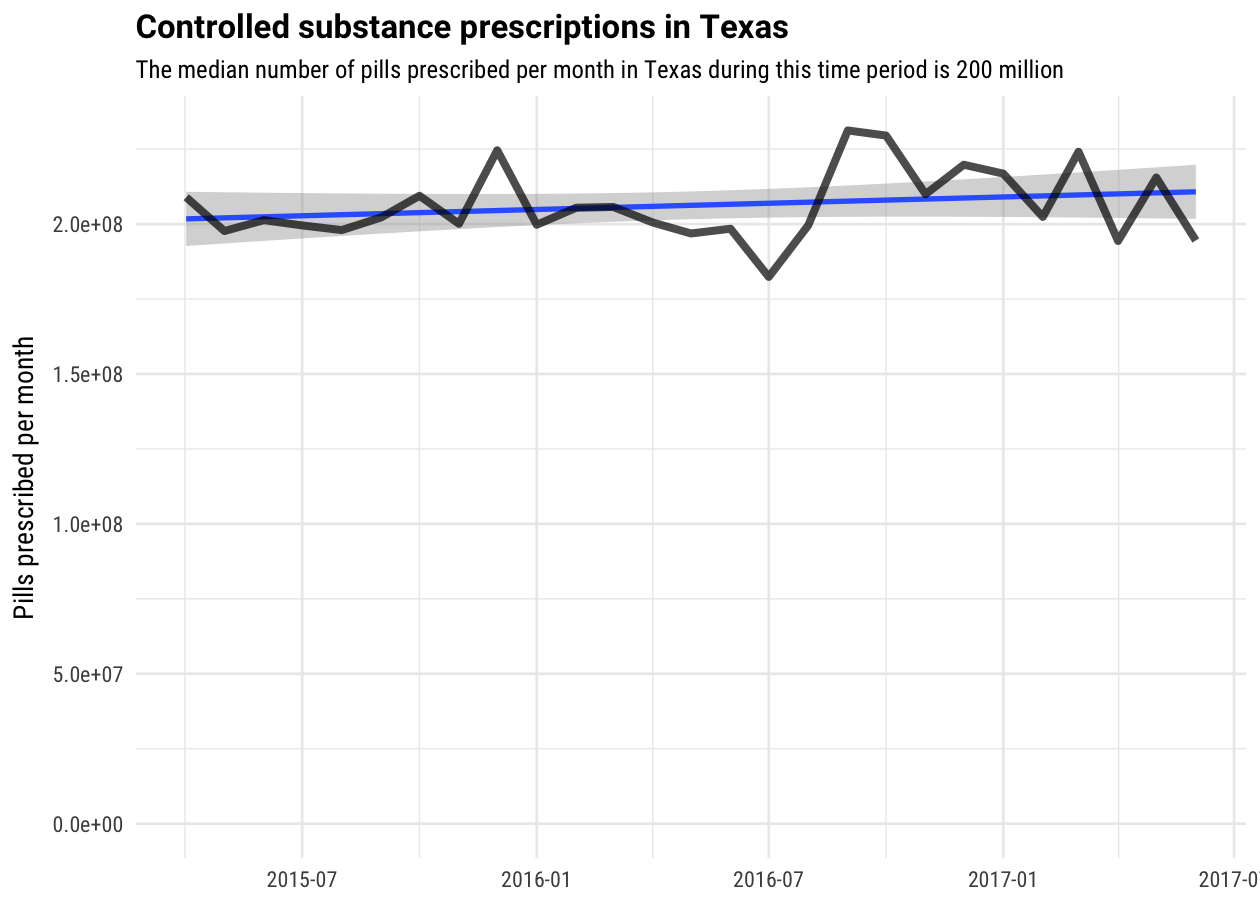 Controlled substance prescriptions in Texas
The median number of pills prescribed per month in Texas during this time period is 200 million
Pills prescribed per month
2.0e+08
1.5e+08
1.0e+08
5.0e+07
0.0e+00
2015-07
2016-01
2016-07
2017-01
2017-0